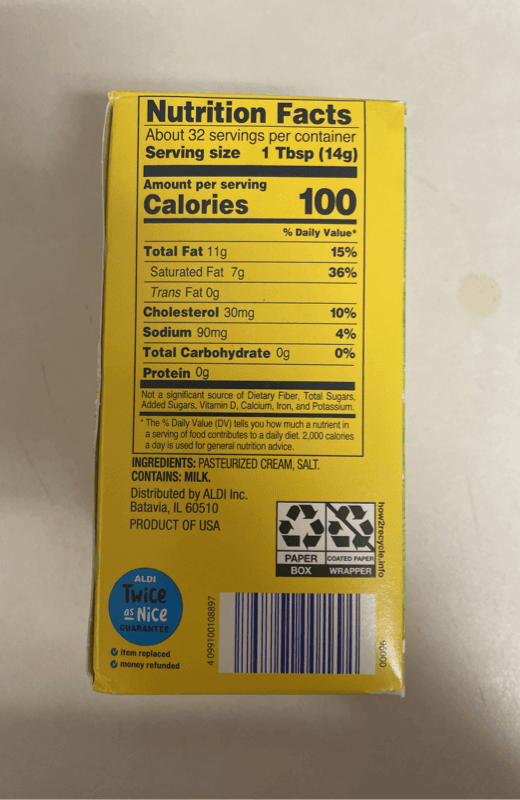 Nutrition Facts
About 32 servings per container
Serving size 1 Tbsp (14g)
Amount per serving
Calories 100
% Daily Value*
Total Fat 11g 15%
Saturated Fat 7g 36%
Trans Fat 0g
Cholesterol 30mg 10%
Sodium 90mg 4%
Total Carbohydrate 0g 0%
Protein 0g
Not a significant source of Dietary Fiber, Total Sugars,
Added Sugars, Vitamin D, Calcium, Iron, and Potassium.
* The % Daily Value (DV) tells you how much a nutrient in
a serving of food contributes to a daily diet. 2,000 calories
a day is used for general nutrition advice.
INGREDIENTS: PASTEURIZED CREAM, SALT.
CONTAINS: MILK.
Distributed by ALDI Inc.
Batavia, IL 60510
PRODUCT OF USA
PAPER
BOX
COATED PAPER
WRAPPER
how2recycle.info
ALDI
Twice
as Nice
GUARANTEE
item replaced
money refunded
4099100108897